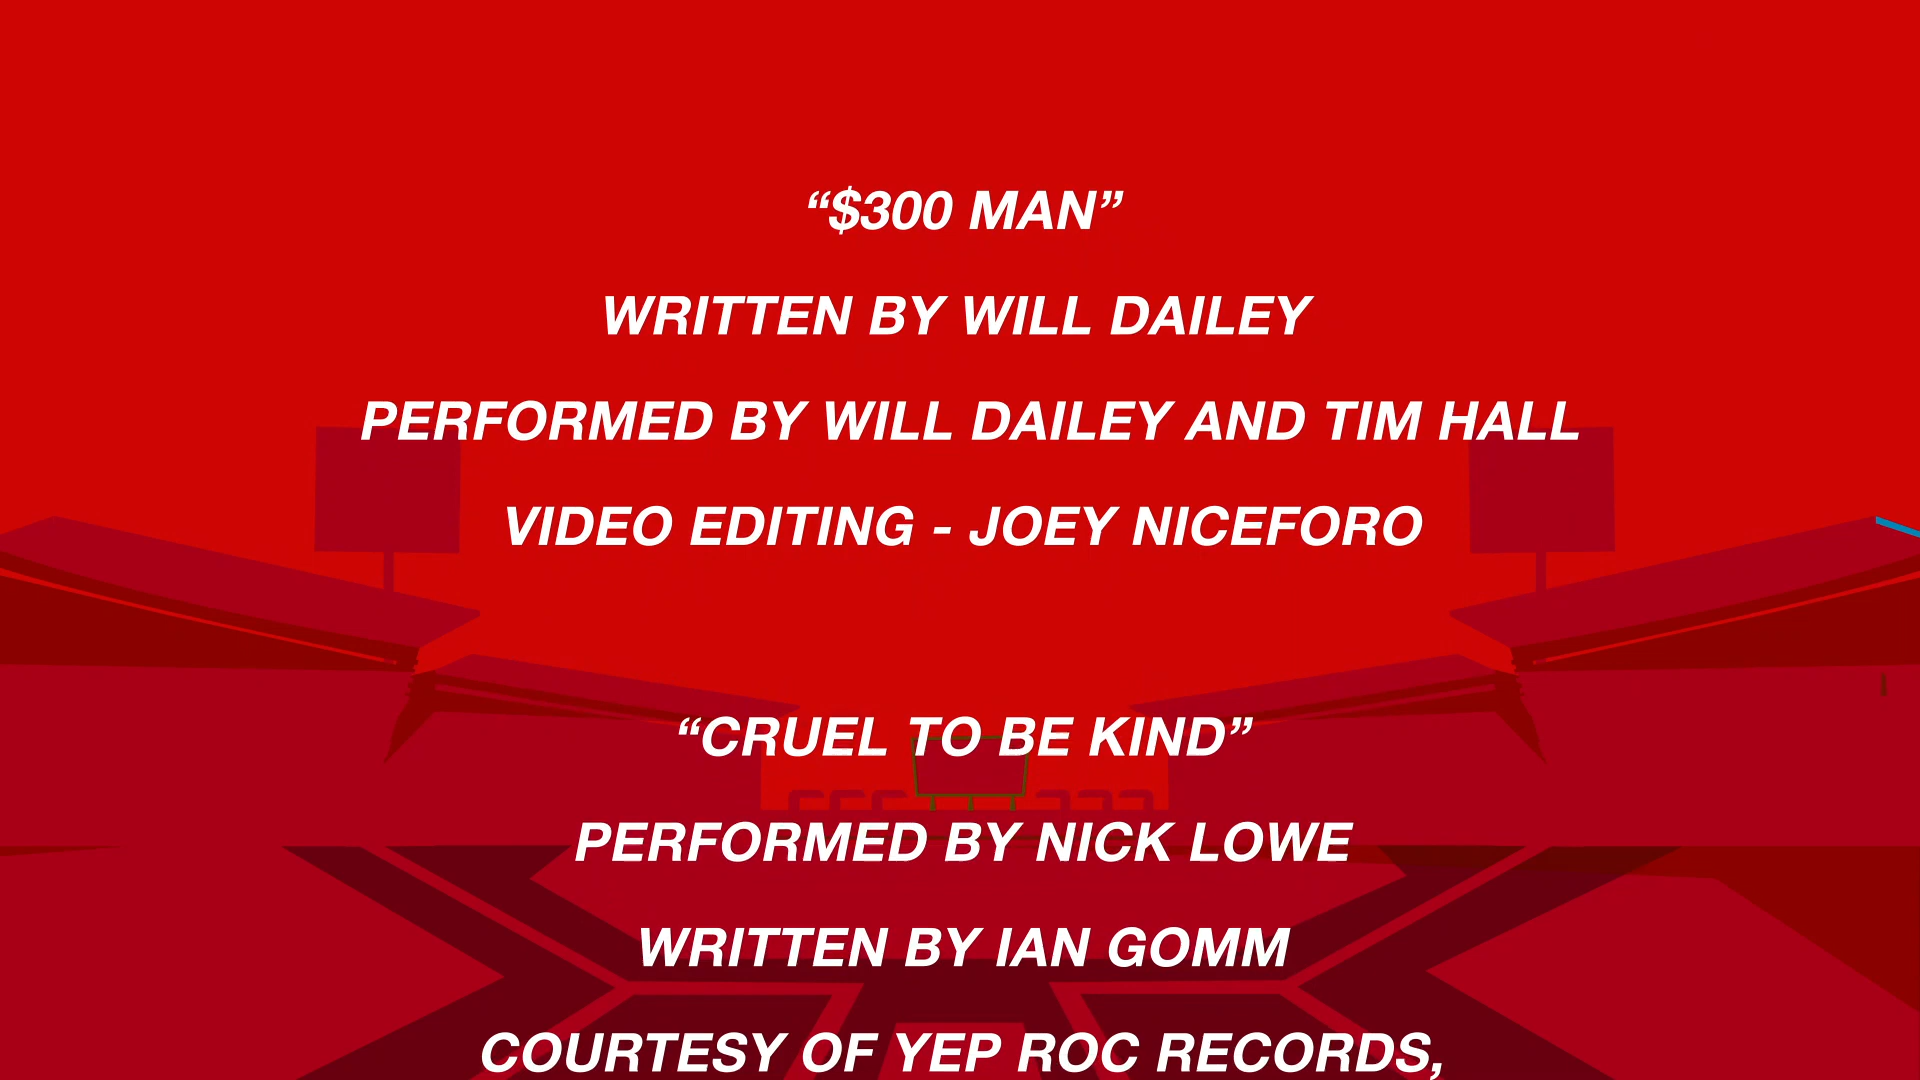 “$300 MAN”
WRITTEN BY WILL DAILEY
PERFORMED BY WILL DAILEY AND TIM HALL
VIDEO EDITING - JOEY NICEFORO
“CRUEL TO BE KIND”
PERFORMED BY NICK LOWE
WRITTEN BY IAN GOMM
COURTESY OF YEP ROC RECORDS,